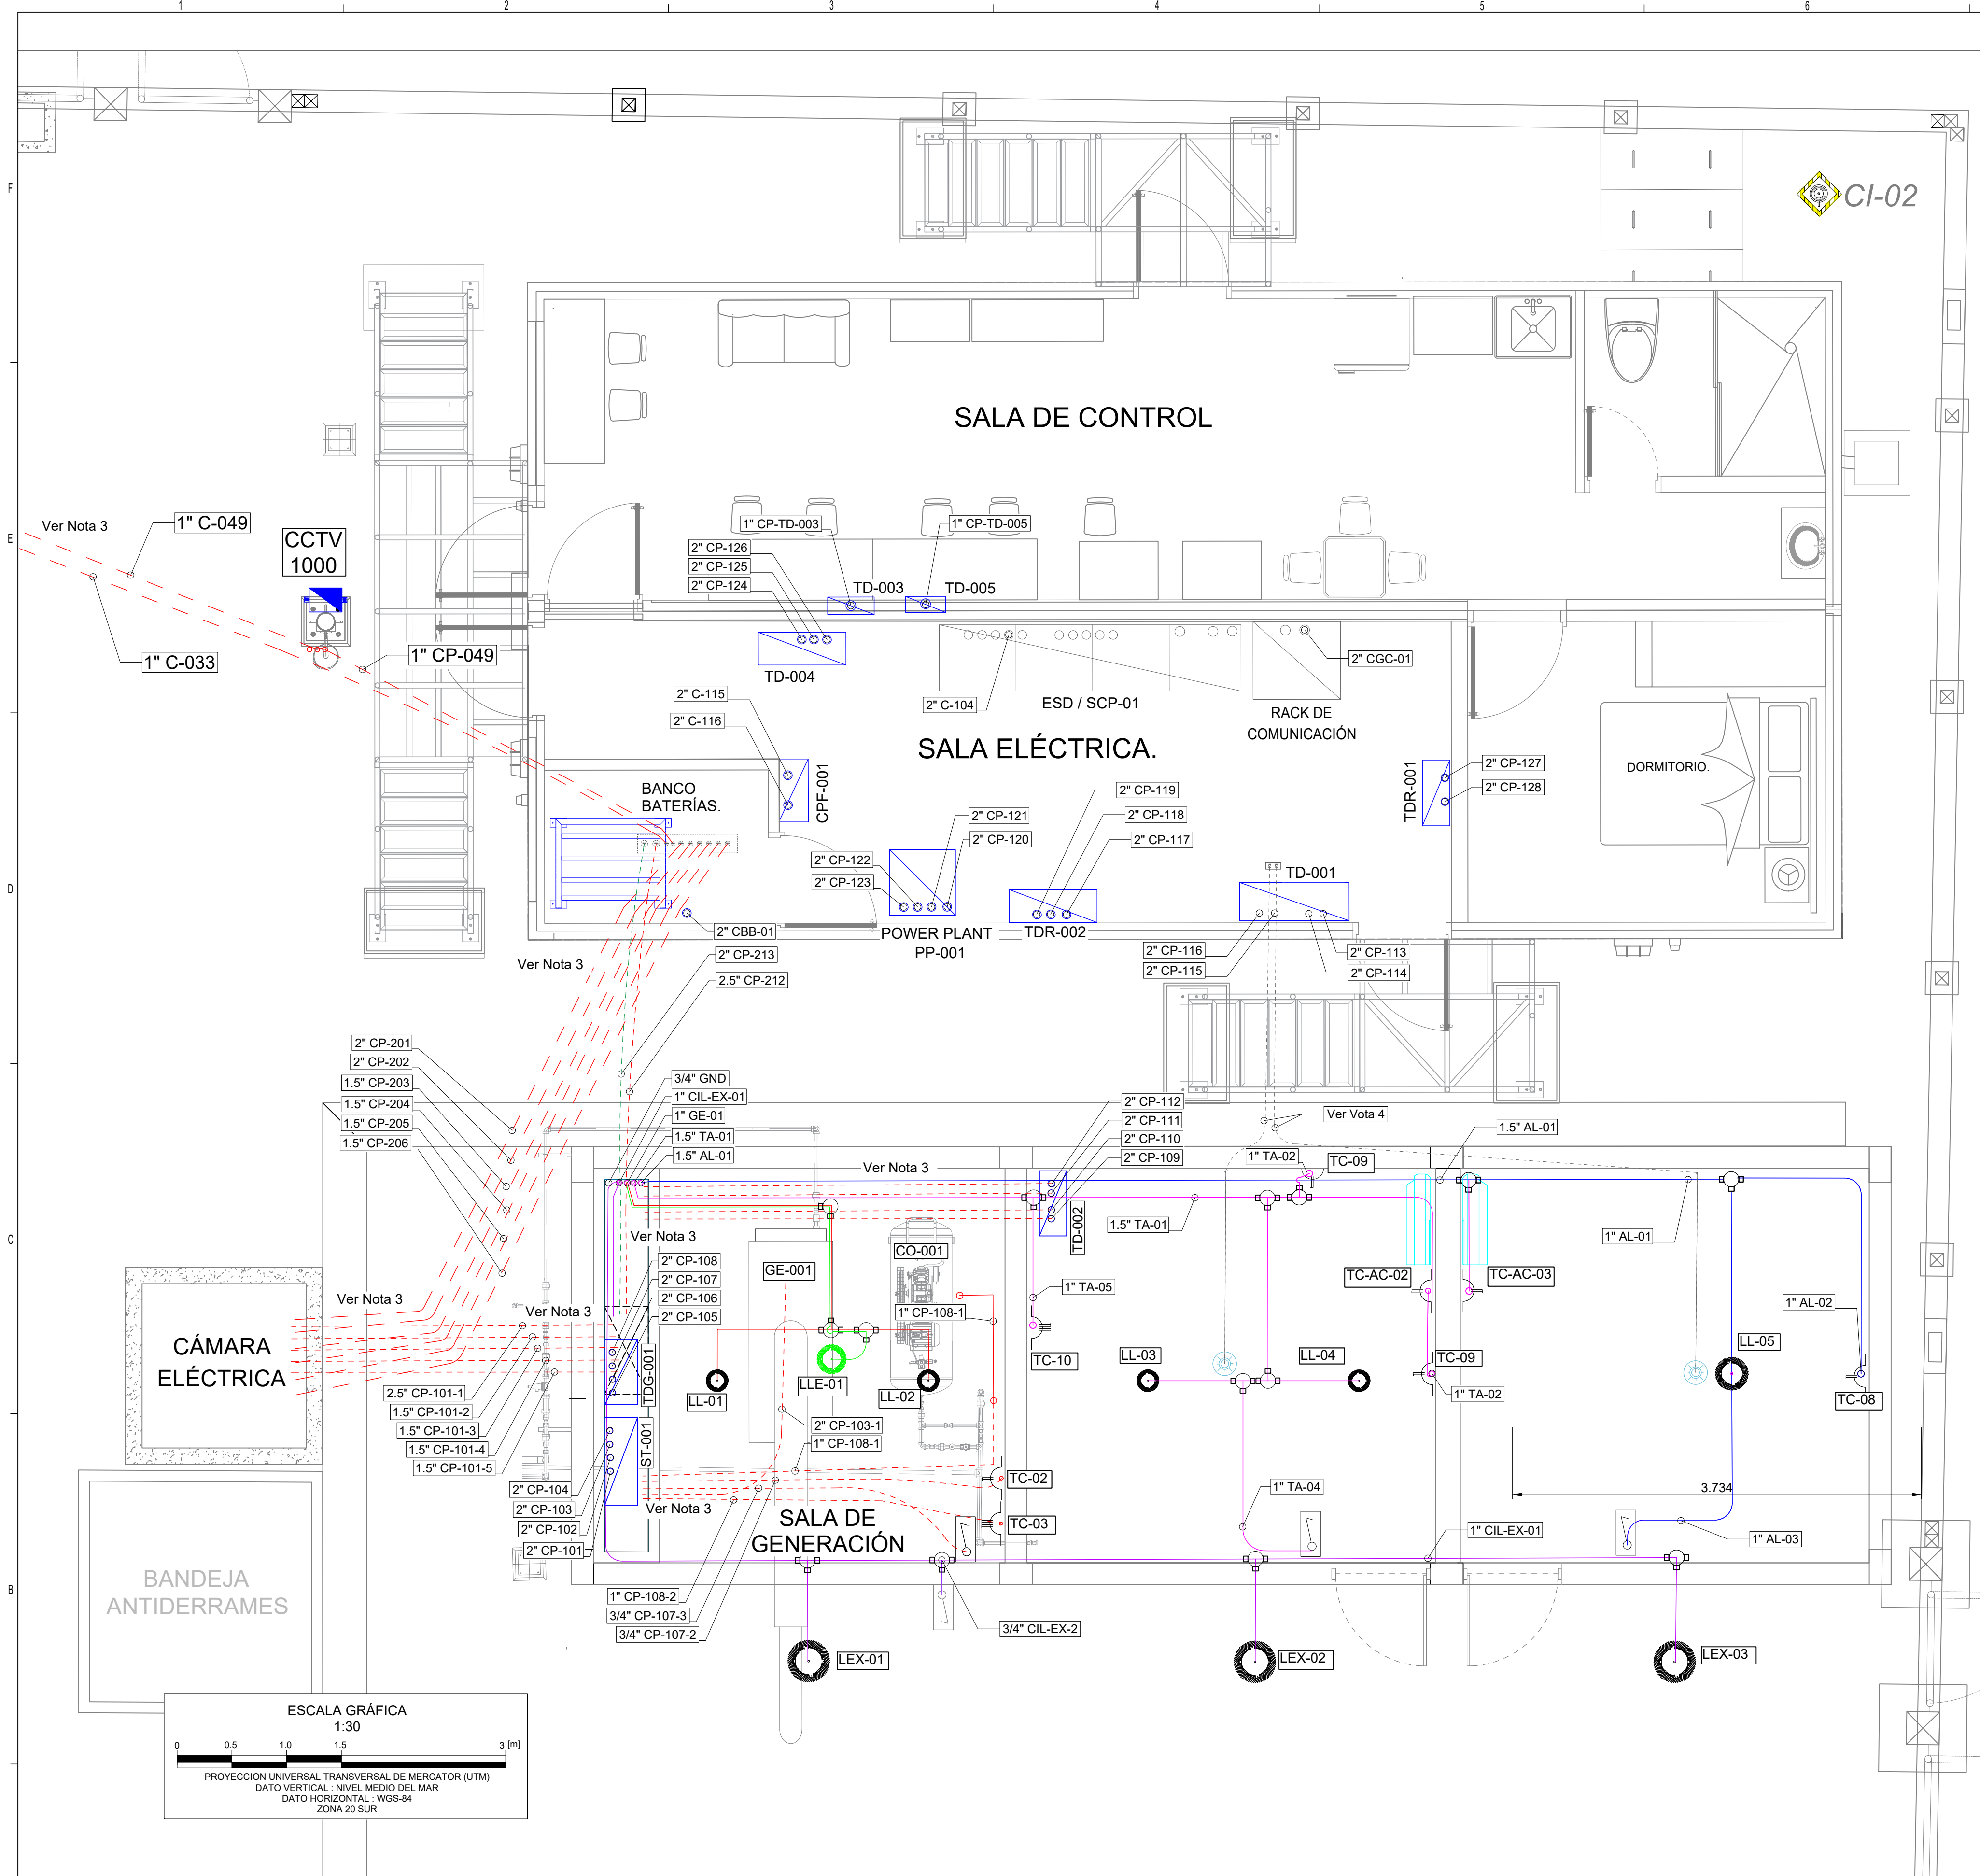 1
2
3
4
5
6
F
E
D
C
B
CI-02
SALA DE CONTROL
Ver Nota 3
1" C-049
CCTV
1000
1" C-033
1" CP-049
1" CP-TD-003
1" CP-TD-005
2" CP-126
2" CP-125
2" CP-124
TD-003
TD-005
TD-004
2" CGC-01
2" C-115
2" C-116
2" C-104
ESD / SCP-01
RACK DE
COMUNICACIÓN
SALA ELÉCTRICA.
BANCO
BATERÍAS.
CPF-001
TDR-001
2" CP-127
2" CP-128
DORMITORIO.
2" CP-119
2" CP-118
2" CP-117
2" CP-121
2" CP-120
2" CP-122
2" CP-123
TD-001
2" CBB-01
POWER PLANT
PP-001
TDR-002
2" CP-116
2" CP-115
2" CP-113
2" CP-114
Ver Nota 3
2" CP-213
2.5" CP-212
2" CP-201
2" CP-202
1.5" CP-203
1.5" CP-204
1.5" CP-205
1.5" CP-206
3/4" GND
1" CIL-EX-01
1" GE-01
1.5" TA-01
1.5" AL-01
2" CP-112
2" CP-111
2" CP-110
2" CP-109
Ver Vota 4
1.5" AL-01
Ver Nota 3
1" TA-02
TC-09
1.5" TA-01
TD-002
1" AL-01
Ver Nota 3
2" CP-108
2" CP-107
2" CP-106
2" CP-105
GE-001
CO-001
1" CP-108-1
1" TA-05
TC-AC-02
TC-AC-03
1" AL-02
Ver Nota 3
Ver Nota 3
CÁMARA
ELÉCTRICA
TDG-001
LL-01
LLE-01
LL-02
TC-10
LL-03
LL-04
TC-09
1" TA-02
LL-05
TC-08
2.5" CP-101-1
1.5" CP-101-2
1.5" CP-101-3
1.5" CP-101-4
1.5" CP-101-5
ST-001
2" CP-103-1
1" CP-108-1
2" CP-104
2" CP-103
2" CP-102
2" CP-101
Ver Nota 3
TC-02
TC-03
SALA DE
GENERACIÓN
1" TA-04
3.734
1" CIL-EX-01
1" AL-03
BANDEJA
ANTIDERRAMES
1" CP-108-2
3/4" CP-107-3
3/4" CP-107-2
3/4" CIL-EX-2
LEX-01
LEX-02
LEX-03
ESCALA GRÁFICA
1:30
0 0.5 1.0 1.5 3 [m]
PROYECCION UNIVERSAL TRANSVERSAL DE MERCATOR (UTM)
DATO VERTICAL : NIVEL MEDIO DEL MAR
DATO HORIZONTAL : WGS-84
ZONA 20 SUR